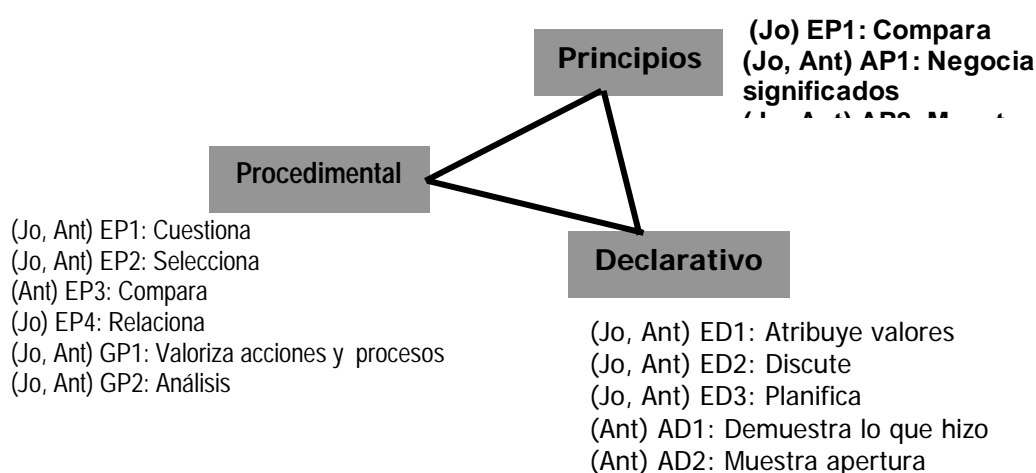 Principios
(Jo) EP1: Compara
(Jo, Ant) AP1: Negocia
significados
Procedimental
(Jo, Ant) EP1: Cuestiona
(Jo, Ant) EP2: Selecciona
(Ant) EP3: Compara
(Jo) EP4: Relaciona
(Jo, Ant) GP1: Valoriza acciones y procesos
(Jo, Ant) GP2: Análisis
Declarativo
(Jo, Ant) ED1: Atribuye valores
(Jo, Ant) ED2: Discute
(Jo, Ant) ED3: Planifica
(Ant) AD1: Demuestra lo que hizo
(Ant) AD2: Muestra apertura